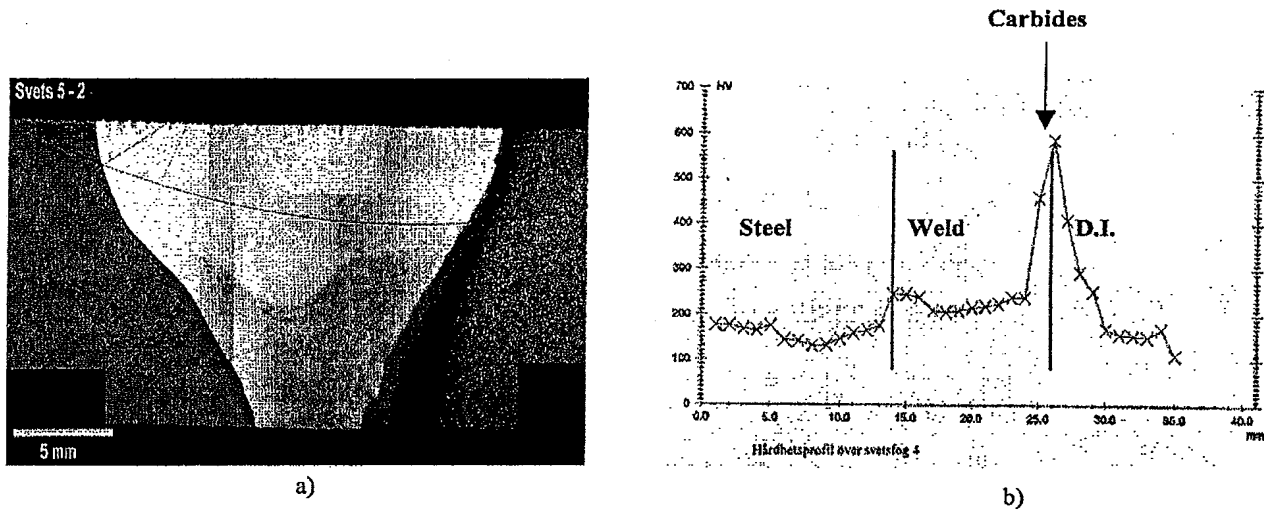 Svets 5-2
5 mm
a)
Carbides
700 HV
600
500
400
300
200
100
0
Steel
Weld
D.I.
0.0 5.0 10.0 15.0 20.0 25.0 30.0 35.0 40.0
mm
Hårdhetsprofil över svetsfog 4
b)